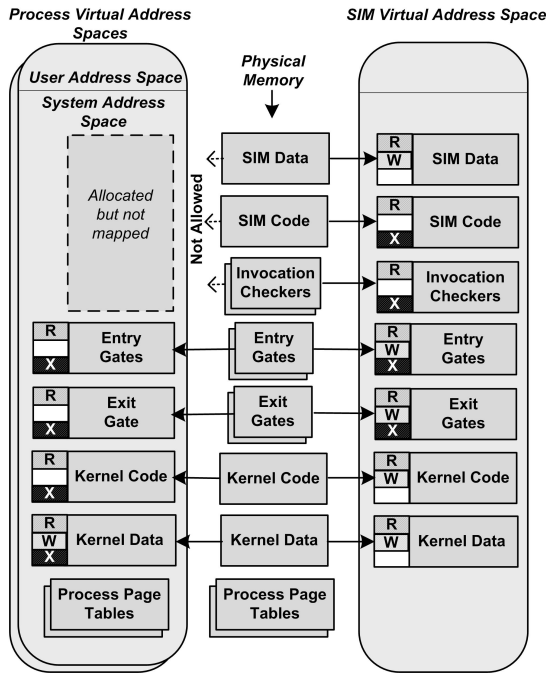 Process Virtual Address
Spaces
SIM Virtual Address Space
User Address Space
System Address
Space
Physical
Memory
Allocated
but not
mapped
Not Allowed
SIM Data
R
W
SIM Data
SIM Code
R
X
SIM Code
Invocation
Checkers
R
X
Invocation
Checkers
R
X
Entry
Gates
Entry
Gates
R
W
X
Entry
Gates
R
X
Exit
Gate
Exit
Gates
R
W
X
Exit
Gates
R
X
Kernel Code
Kernel Code
R
W
Kernel Code
R
W
X
Kernel Data
Kernel Data
R
W
Kernel Data
Process Page
Tables
Process Page
Tables